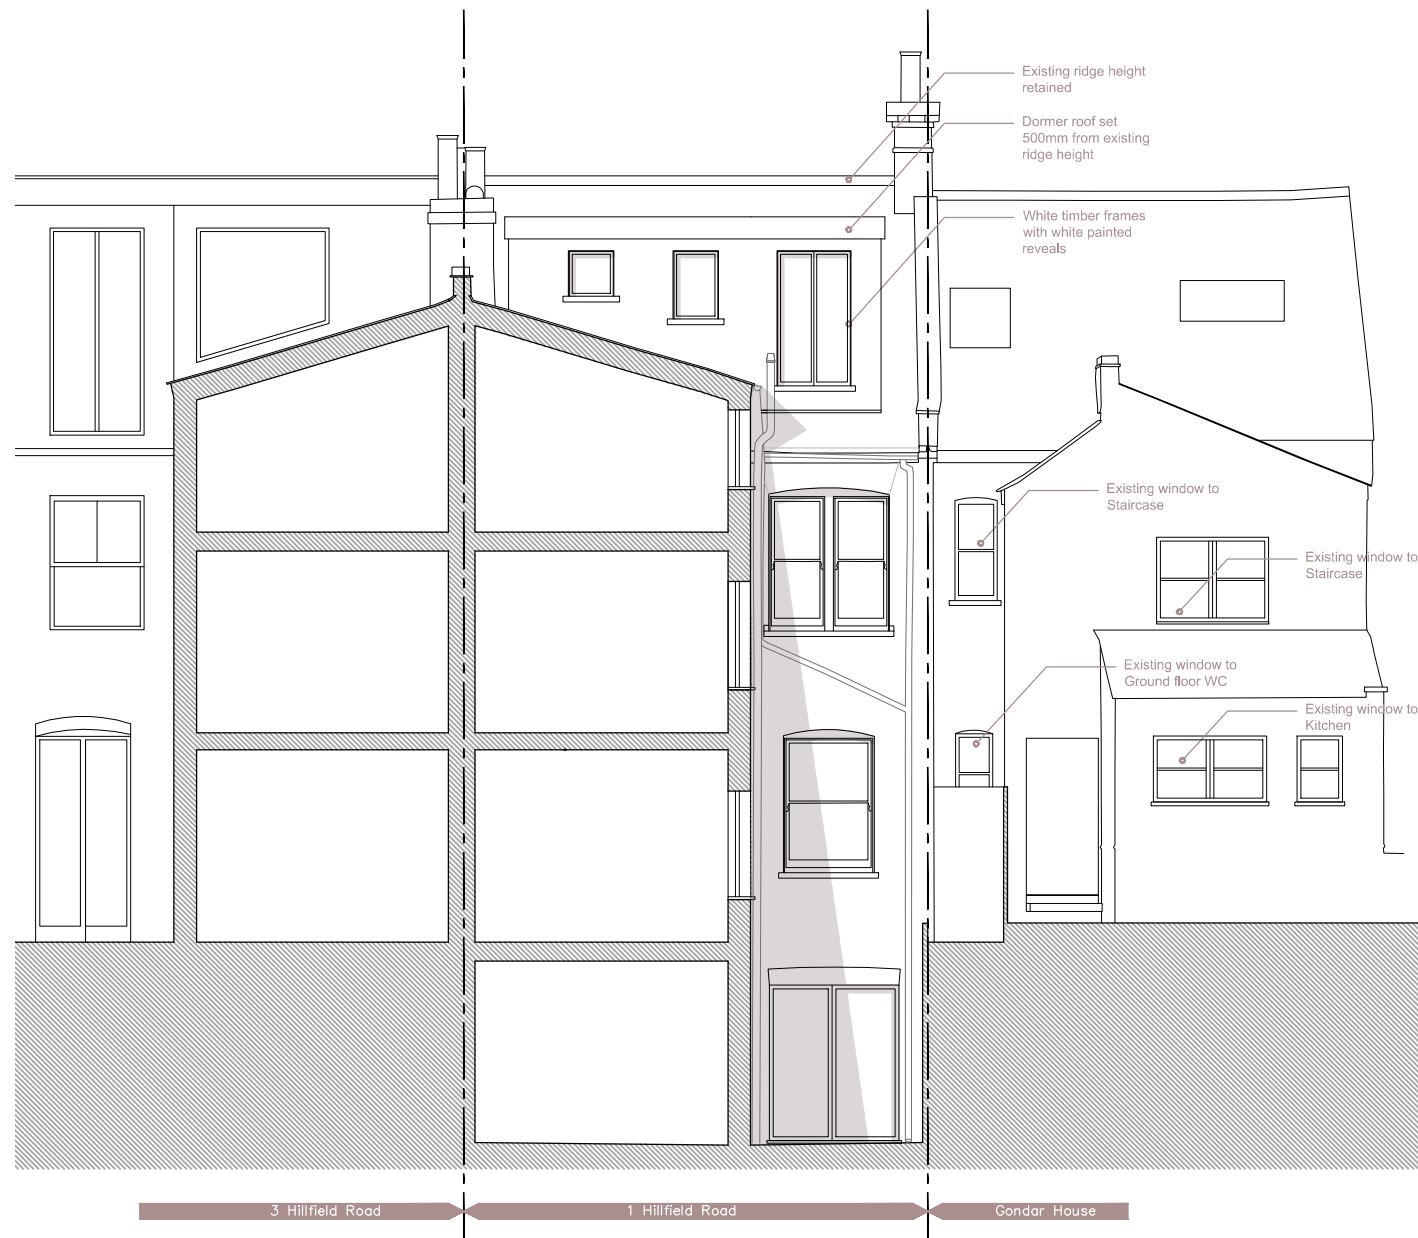 Existing ridge height
retained
Dormer roof set
500mm from existing
ridge height
White timber frames
with white painted
reveals
Existing window to
Staircase
Existing window to
Staircase
Existing window to
Ground floor WC
Existing window to
Kitchen
3 Hillfield Road
1 Hillfield Road
Gondar House